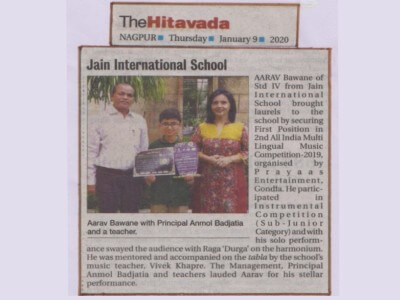 TheHitavada
NAGPUR ■ Thursday ■ January 9 ■ 2020
Jain International School
Aarav Bawane with Principal Anmol Badjatia
and a teacher.
AARAV Bawane of
Std IV from Jain
International
School brought
laurels to the
school by securing
First Position in
2nd All India Multi
Lingual Music
Competition-2019,
organised by
Prayaas
Entertainment,
Gondia. He partic-
ipated in
Instrumental
Competition
(Sub-Junior
Category) and with
his solo perform-
ance swayed the audience with Raga 'Durga' on the harmonium.
He was mentored and accompanied on the tabla by the school's
music teacher, Vivek Khapre. The Management, Principal
Anmol Badjatia and teachers lauded Aarav for his stellar
performance.